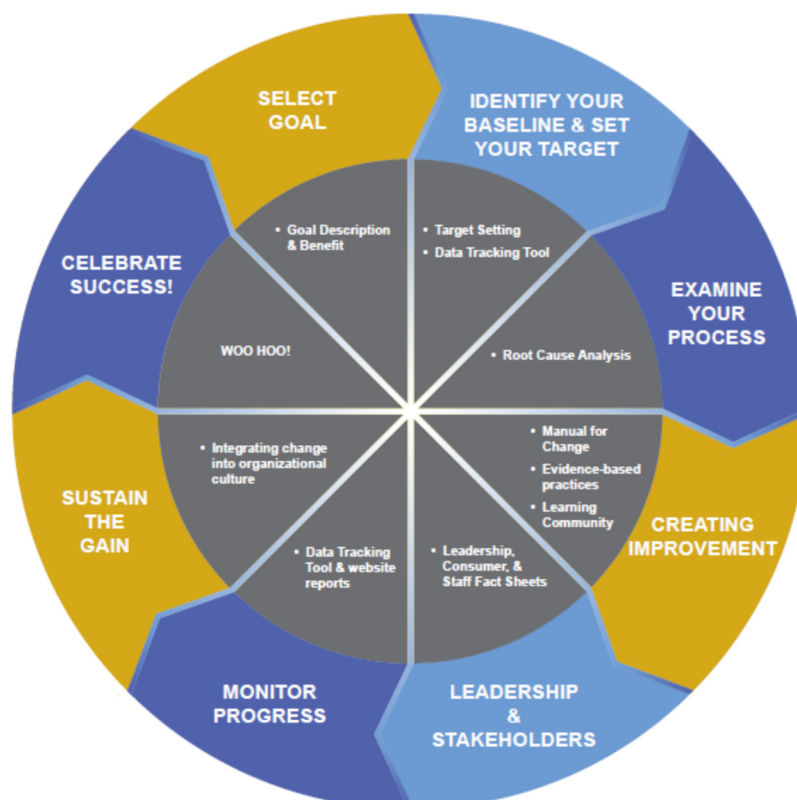 SELECT
GOAL
IDENTIFY YOUR
BASELINE & SET
YOUR TARGET
EXAMINE
YOUR
PROCESS
CREATING
IMPROVEMENT
LEADERSHIP
&
STAKEHOLDERS
MONITOR
PROGRESS
SUSTAIN
THE
GAIN
CELEBRATE
SUCCESS!
• Goal Description
& Benefit
• Target Setting
• Data Tracking Tool
• Root Cause Analysis
• Manual for
Change
• Evidence-based
practices
• Learning
Community
• Leadership,
Consumer, &
Staff Fact Sheets
• Data Tracking
Tool & website
reports
• Integrating change
into organizational
culture
WOO HOO!